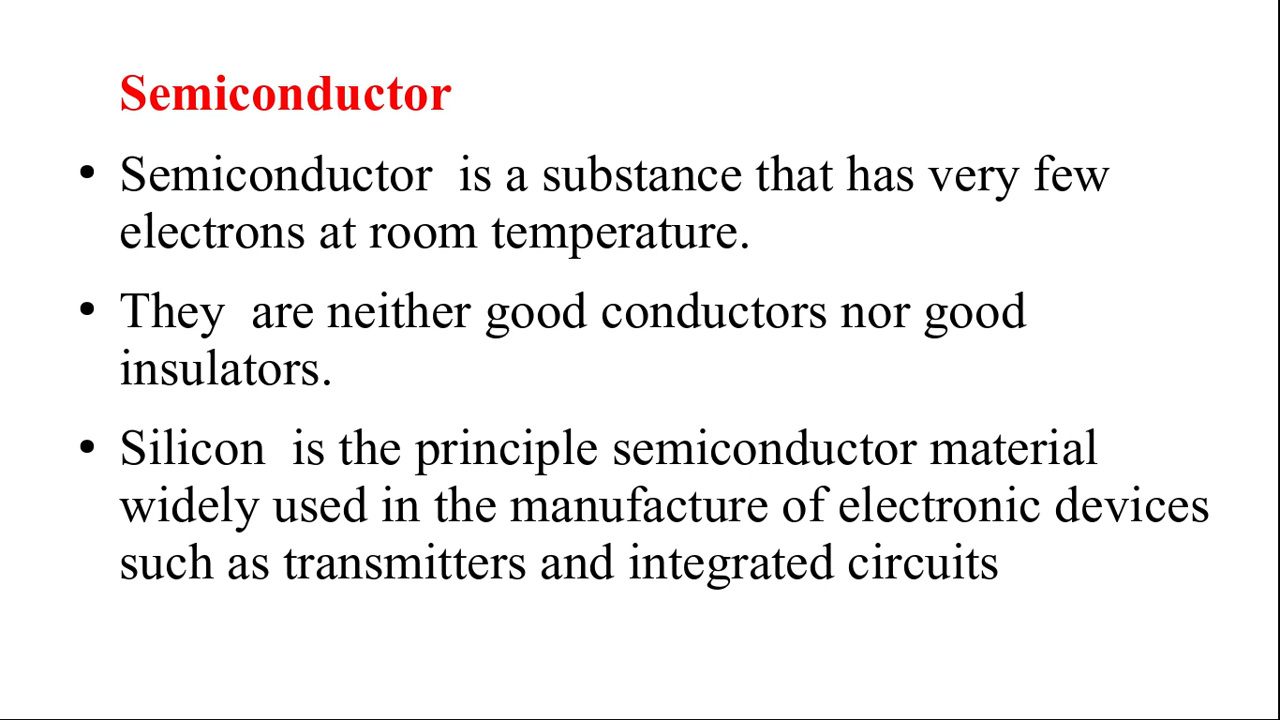 Semiconductor
• Semiconductor  is a substance that has very few
electrons at room temperature.
• They  are neither good conductors nor good
insulators.
• Silicon  is the principle semiconductor material
widely used in the manufacture of electronic devices
such as transmitters and integrated circuits